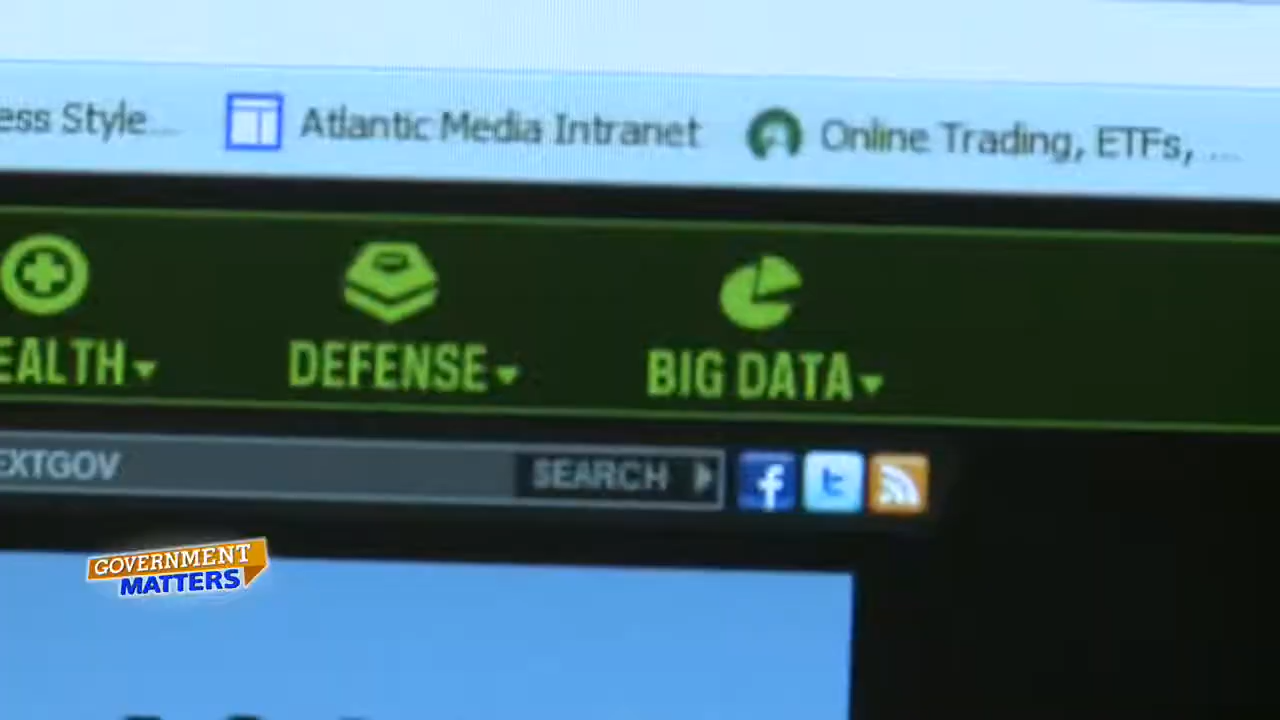 ess Style...
Atlantic Media Intranet
Online Trading, ETFs, ...
EALTH
DEFENSE
BIG DATA
EXTGOV
SEARCH
GOVERNMENT
MATTERS